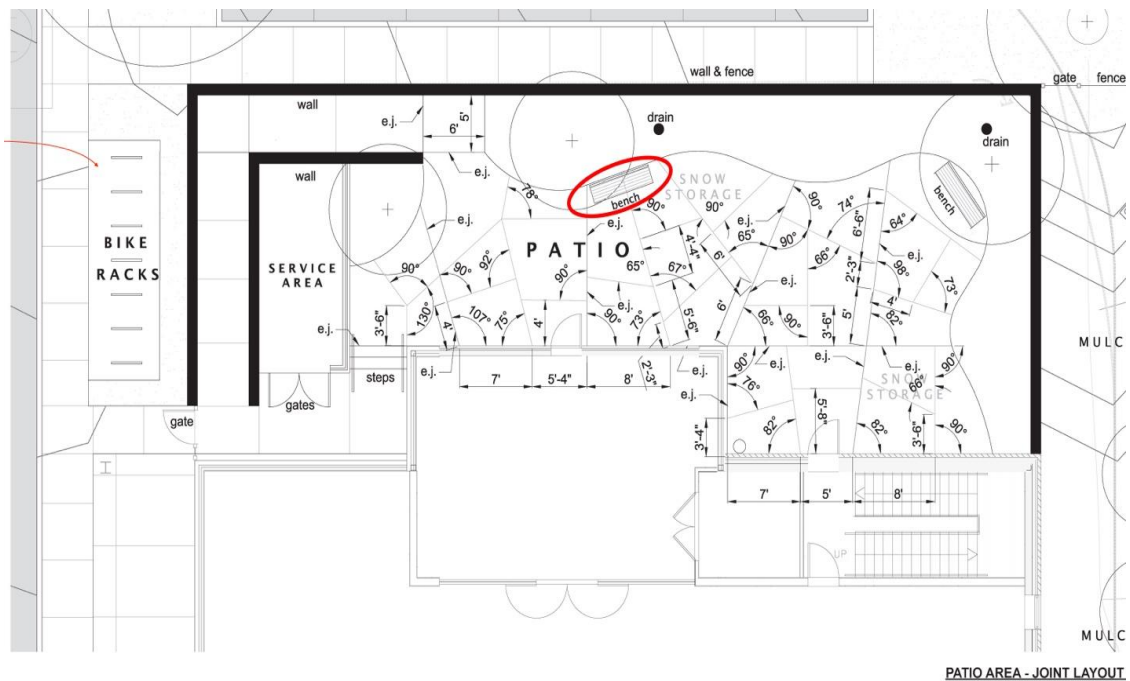 wall & fence
gate
fence
wall
e.j.
6'
5'
drain
drain
e.j.
wall
78°
bench
SNOW
STORAGE
90°
90°
90°
74°
6'-6"
64°
bench
e.j.
e.j.
e.j.
65°
90°
BIKE
RACKS
SERVICE
AREA
PATIO
90°
90°
92°
90°
65°
67°
4'-4"
6'
66°
2'-3"
98°
e.j.
73°
e.j.
3'-6"
130°
4'
107°
75°
4'
90°
e.j.
73°
5'-6"
6'
66°
90°
3'-6"
5'
4'
82°
MULC
steps
e.j.
7'
5'-4"
8'
2'-3"
e.j.
e.j.
e.j.
e.j.
90°
76°
e.j.
SNOW
STORAGE
66°
90°
gates
gate
3'-4"
82°
5'-8"
82°
3'-6"
90°
7'
5'
8'
UP
MULC
PATIO AREA - JOINT LAYOUT